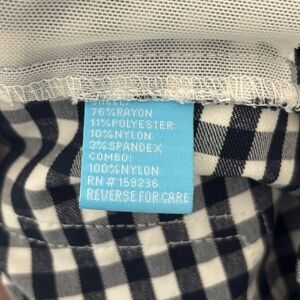 76%RAYON
11%POLYESTER
10%NYLON
3%SPANDEX
COMBO:
100%NYLON
RN#159236
REVERSE FOR CARE